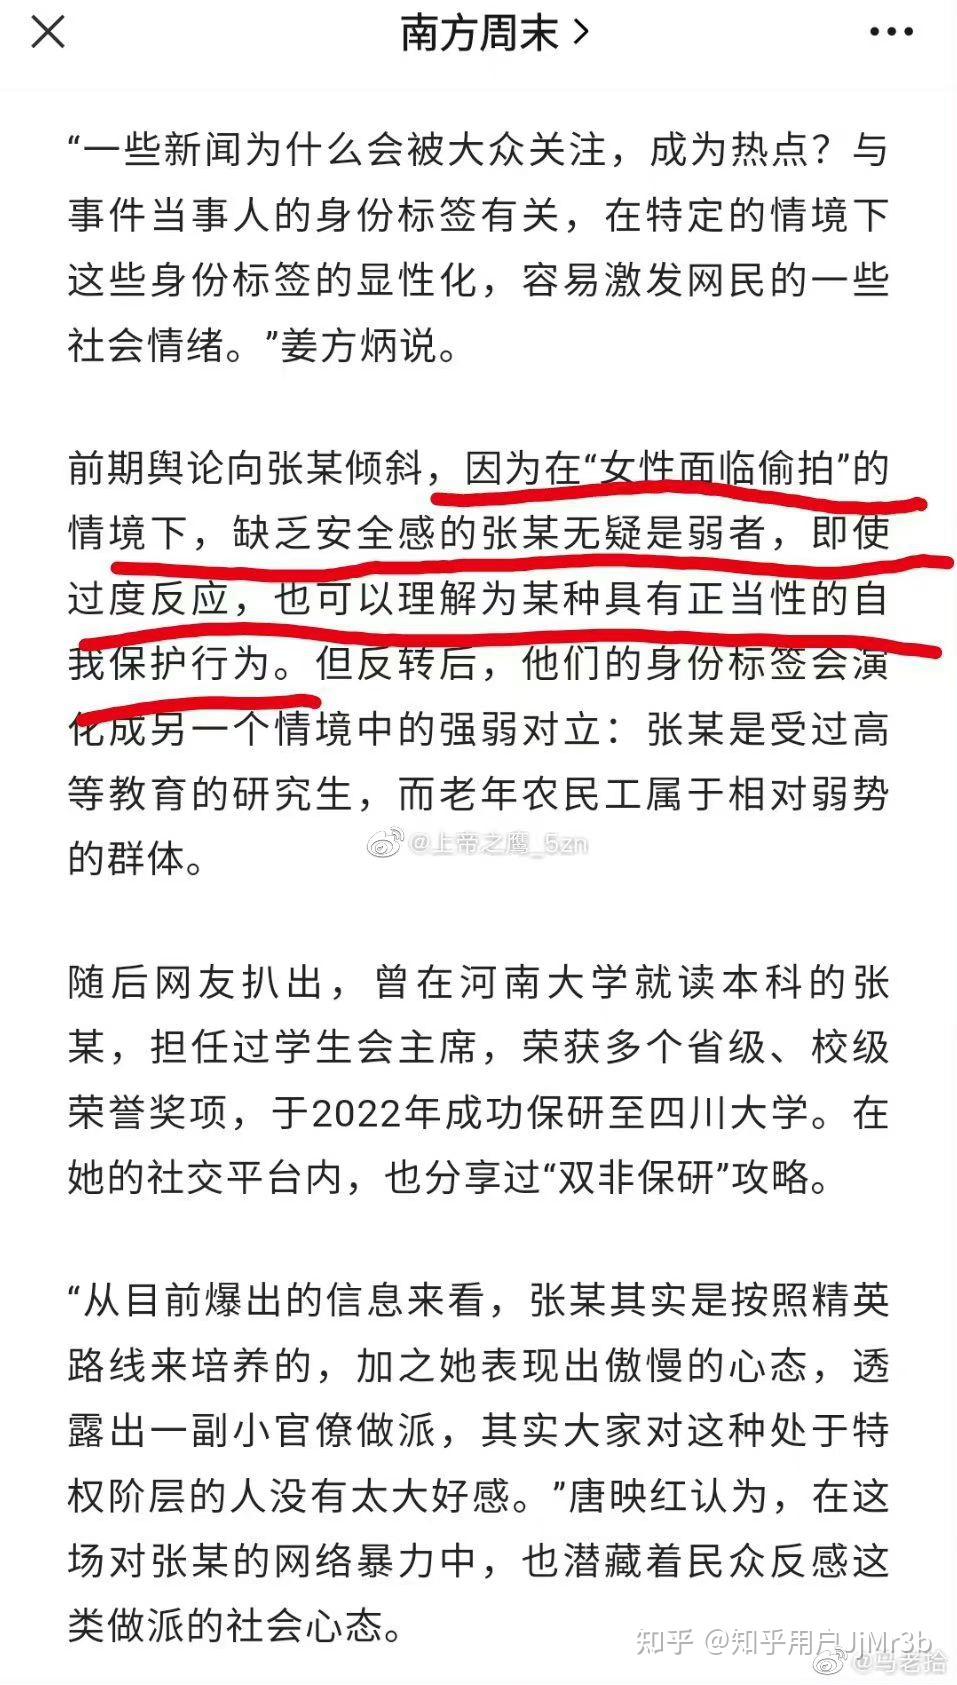 南方周末
“一些新闻为什么会被大众关注，成为热点？与
事件当事人的身份标签有关，在特定的情境下
这些身份标签的显性化，容易激发网民的一些
社会情绪。”姜方炳说。
前期舆论向张某倾斜，因为在“女性面临偷拍”的
情境下，缺乏安全感的张某无疑是弱者，即使
过度反应，也可以理解为某种具有正当性的自
我保护行为。但反转后，他们的身份标签会演
化成另一个情境中的强弱对立：张某是受过高
等教育的研究生，而老年农民工属于相对弱势
的群体。
@上帝之鹰_5zn
随后网友扒出，曾在河南大学就读本科的张
某，担任过学生会主席，荣获多个省级、校级
荣誉奖项，于2022年成功保研至四川大学。在
她的社交平台内，也分享过“双非保研”攻略。
“从目前爆出的信息来看，张某其实是按照精英
路线来培养的，加之她表现出傲慢的心态，透
露出一副小官僚做派，其实大家对这种处于特
权阶层的人没有太大好感。”唐映红认为，在这
场对张某的网络暴力中，也潜藏着民众反感这
类做派的社会心态。
知乎 @知乎用户JjMr3b